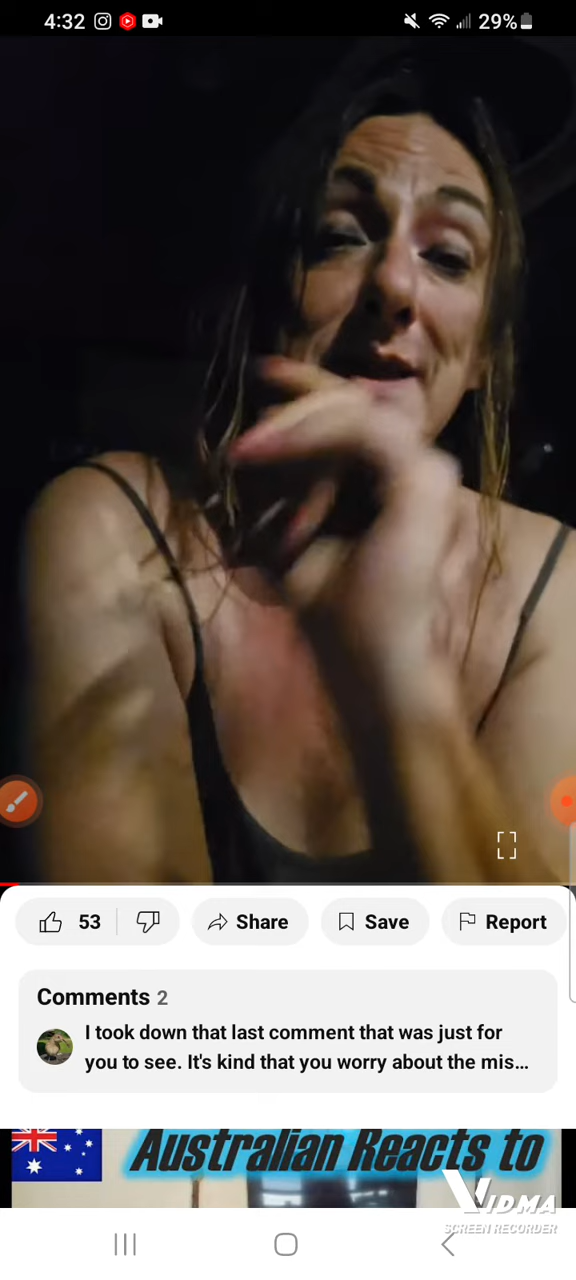 4:32
29%
53
Share
Save
Report
Comments 2
I took down that last comment that was just for
you to see. It's kind that you worry about the mis...
Australian Reacts to
VIDMA
SCREEN RECORDER